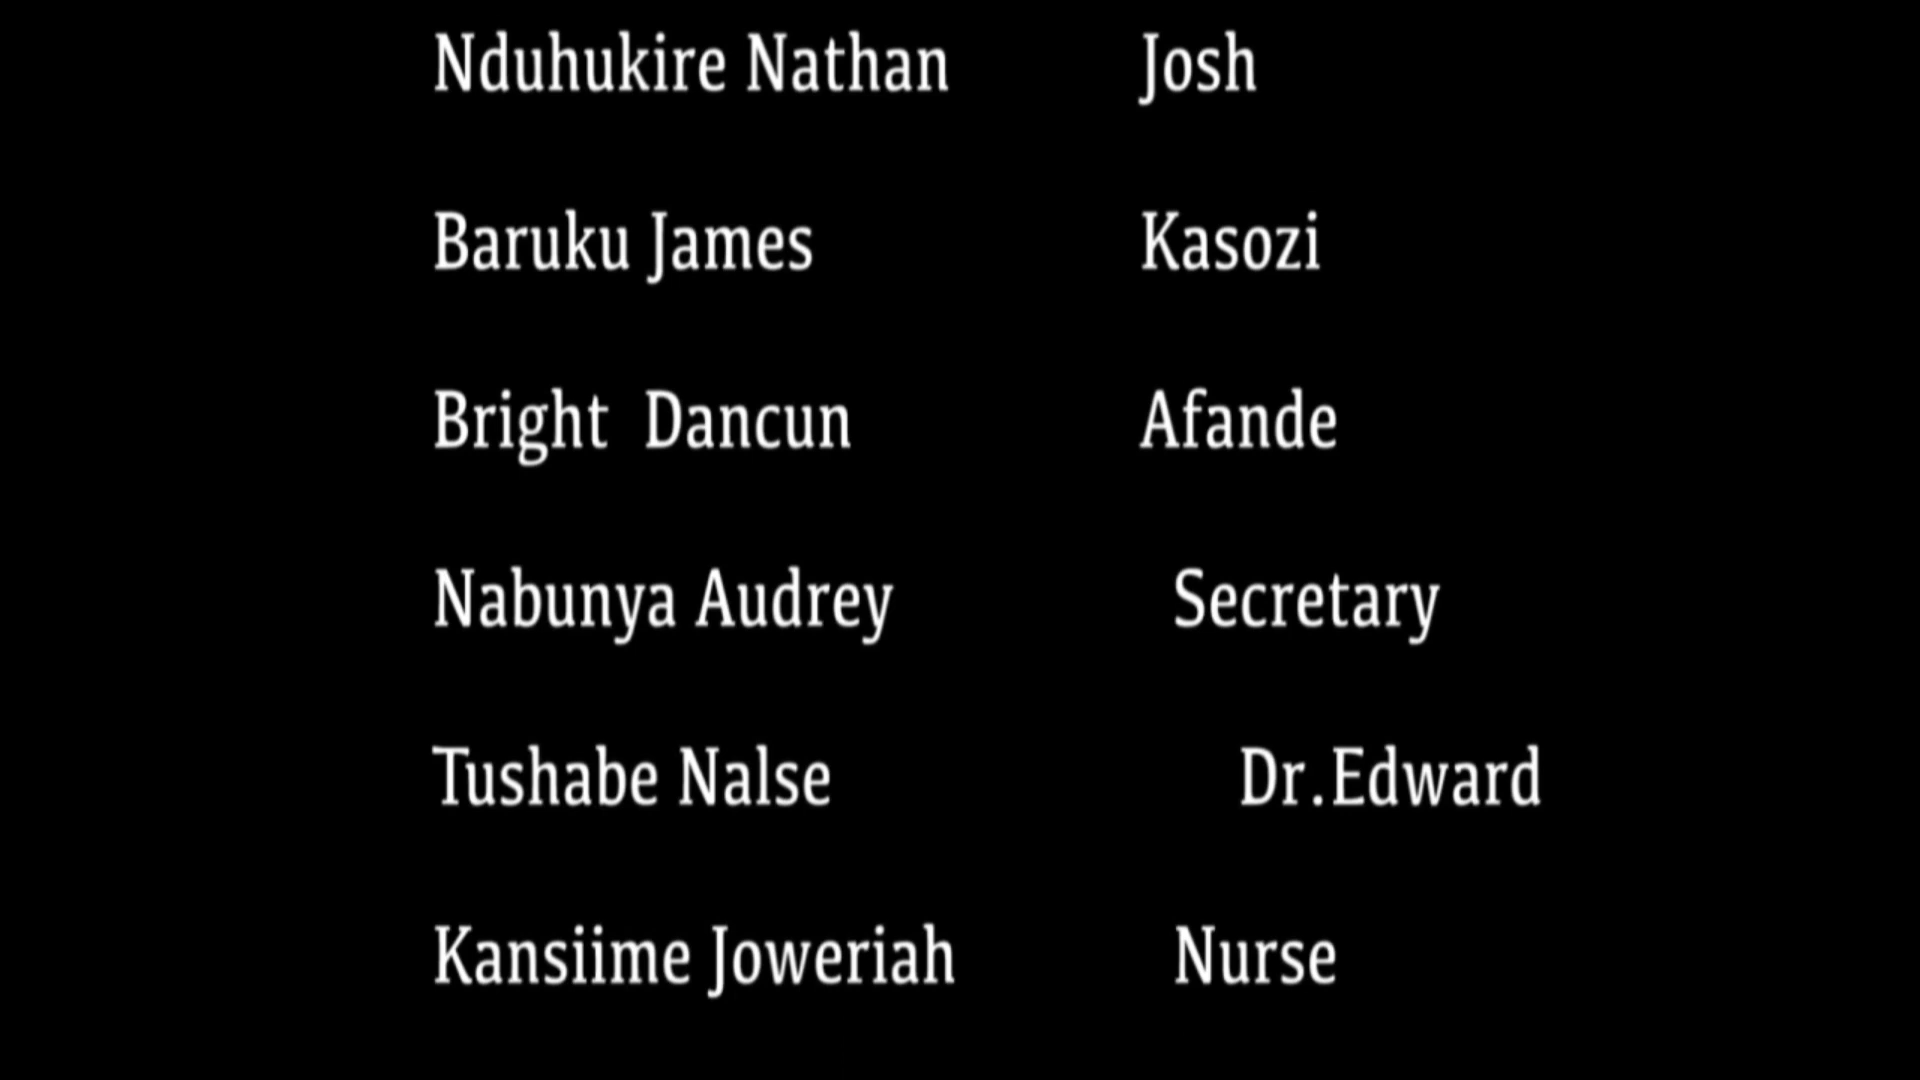 Nduhukire Nathan Josh
Baruku James Kasozi
Bright Dancun Afande
Nabunya Audrey Secretary
Tushabe Nalse Dr.Edward
Kansiime Joweriah Nurse